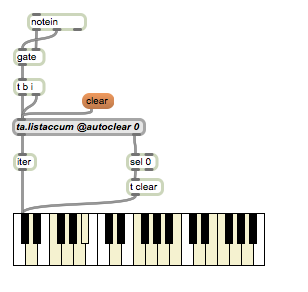 notein
gate
t b i
clear
ta.listaccum @autoclear 0
iter
sel 0
t clear